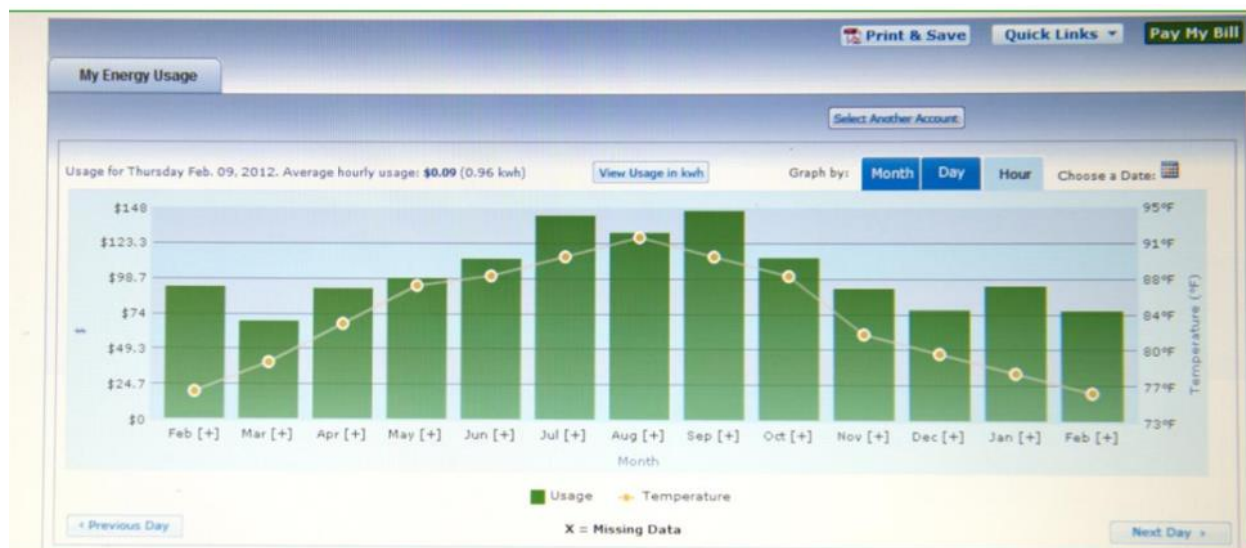 Print & Save Quick Links Pay My Bill
My Energy Usage
Select Another Account
Usage for Thursday Feb. 09, 2012. Average hourly usage: $0.09 (0.96 kwh) View Usage in kwh Graph by: Month Day Hour Choose a Date:
$148 95°F
$123.3 91°F
$98.7 88°F
$74 84°F
$49.3 80°F
$24.7 77°F
$0 73°F
$
Temperature (°F)
Feb [+] Mar [+] Apr [+] May [+] Jun [+] Jul [+] Aug [+] Sep [+] Oct [+] Nov [+] Dec [+] Jan [+] Feb [+]
Month
Usage Temperature
‹ Previous Day X = Missing Data Next Day ›